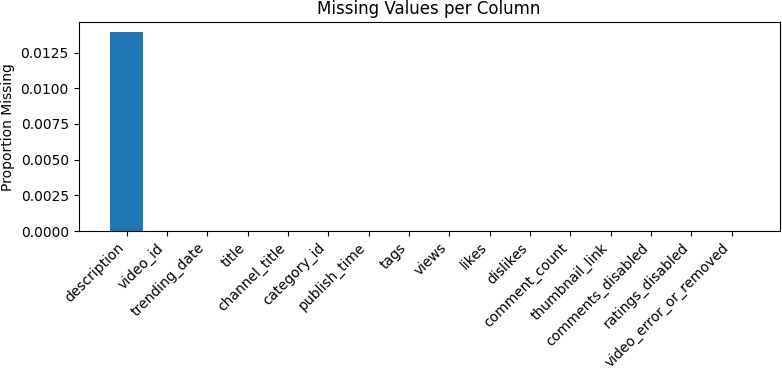 Missing Values per Column
Proportion Missing
0.0125
0.0100
0.0075
0.0050
0.0025
0.0000
description
video_id
trending_date
title
channel_title
category_id
publish_time
tags
views
likes
dislikes
comment_count
thumbnail_link
comments_disabled
ratings_disabled
video_error_or_removed